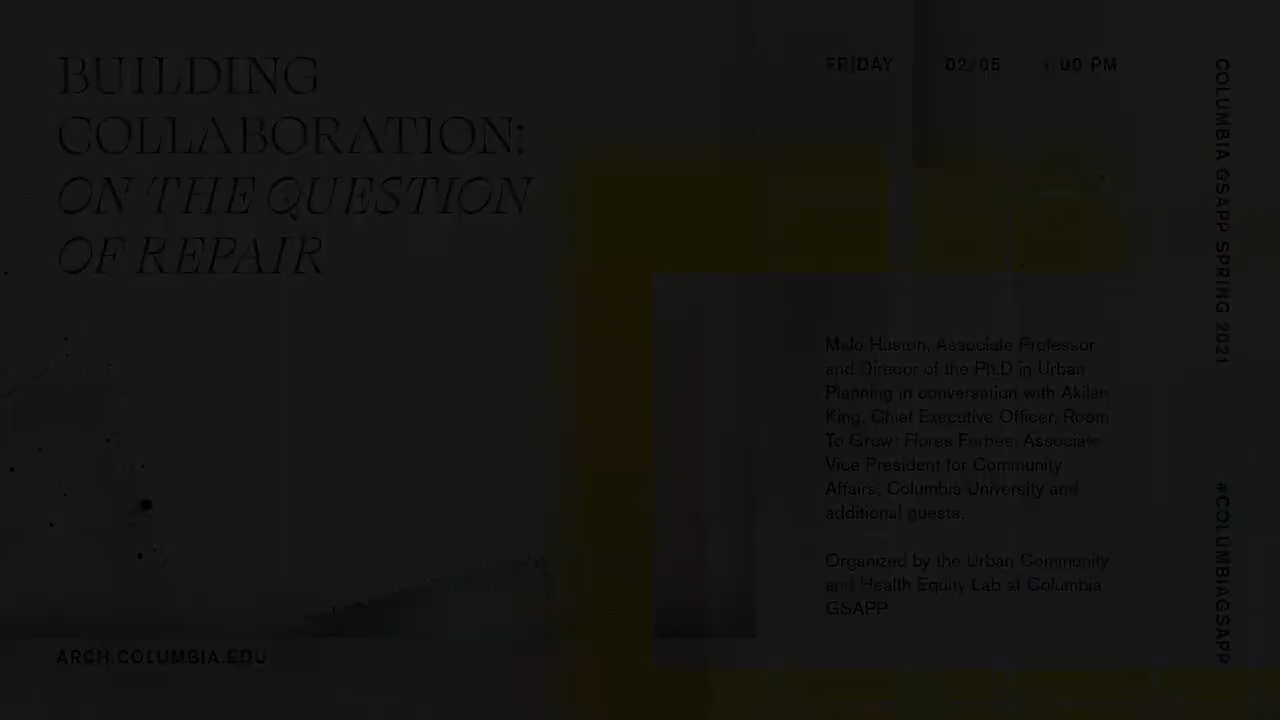 BUILDING
COLLABORATION:
ON THE QUESTION
OF REPAIR
FRIDAY 02/05 1:00 PM
Malo Hutson, Associate Professor
and Direcor of the Ph.D in Urban
Planning in conversation with Akilah
King, Chief Executive Officer, Room
To Grow; Flores Forbes, Associate
Vice President for Community
Affairs, Columbia University and
additional guests.
Organized by the Urban Community
and Health Equity Lab at Columbia
GSAPP
ARCH.COLUMBIA.EDU
COLUMBIA GSAPP SPRING 2021
#COLUMBIAGSAPP